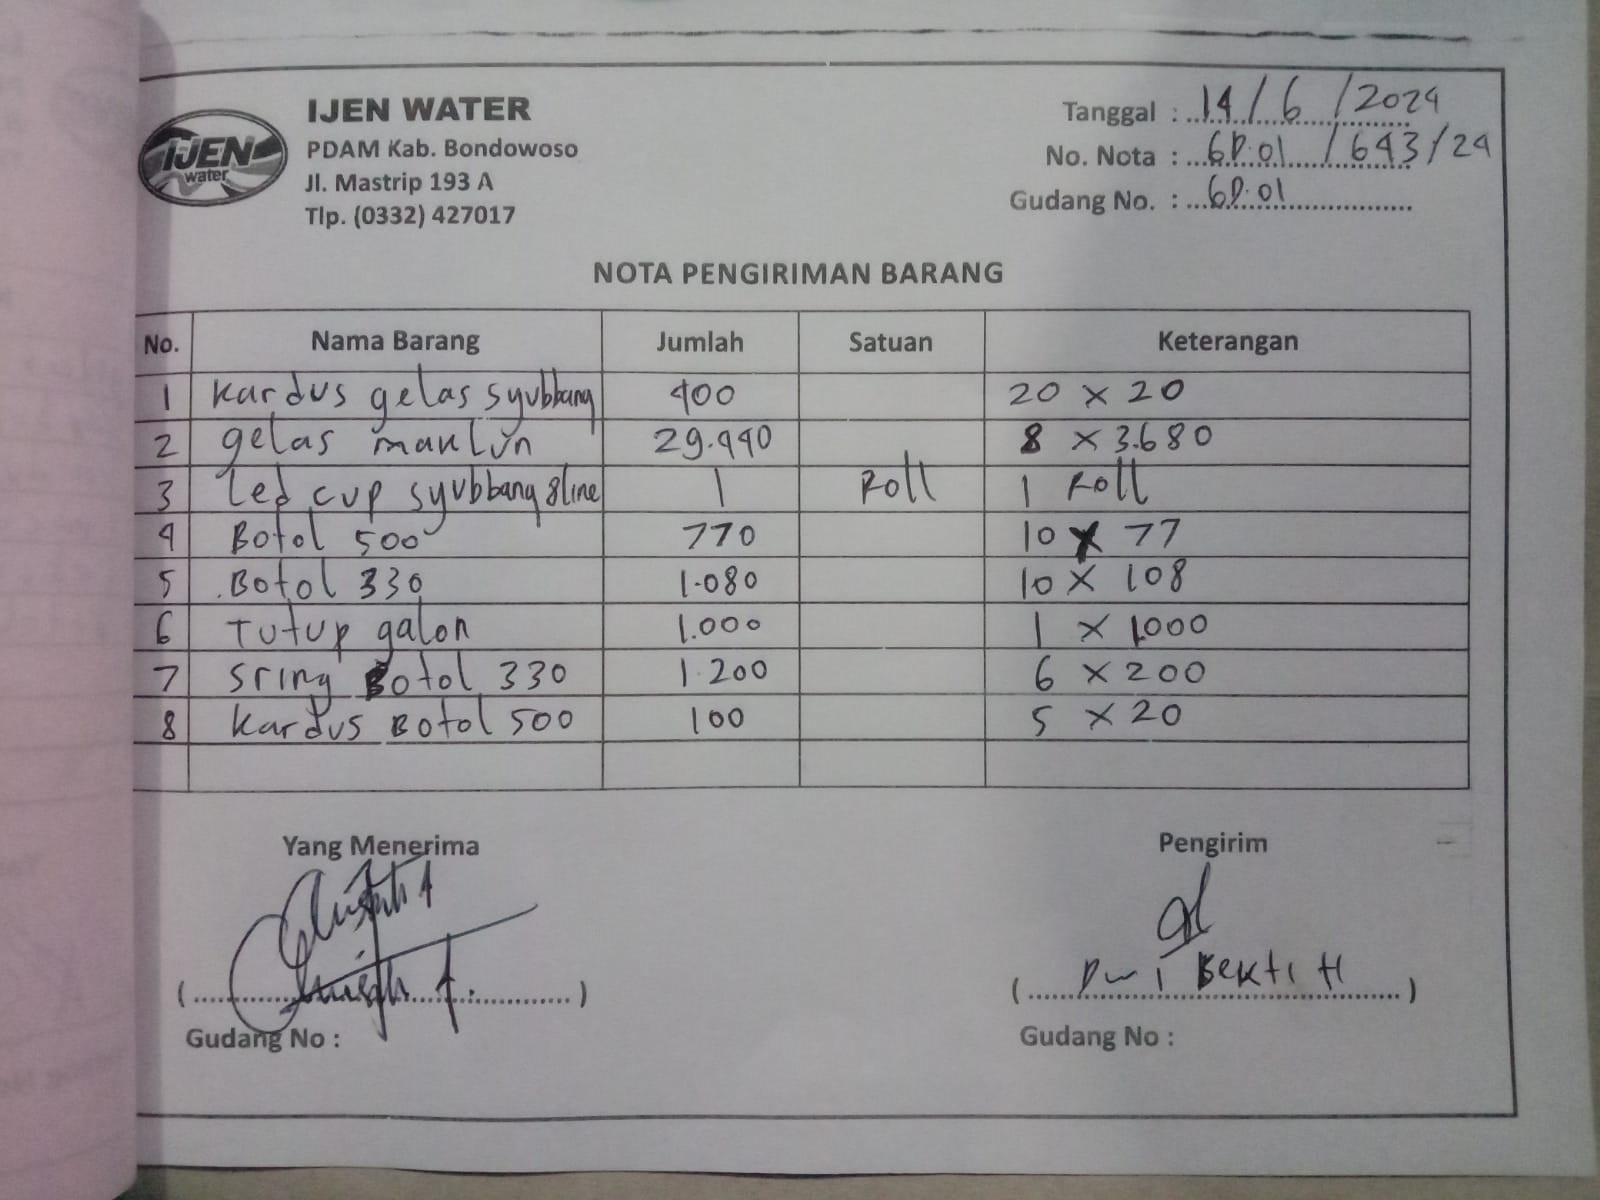 IJEN WATER
PDAM Kab. Bondowoso
Jl. Mastrip 193 A
Tlp. (0332) 427017
IJEN
water
Tanggal : 14/6/2024
No. Nota : GD.01 / 643/24
Gudang No. : GD.01
NOTA PENGIRIMAN BARANG
No. Nama Barang Jumlah Satuan Keterangan
1 Kardus gelas syubbang 400 20 x 20
2 gelas maklun 29.440 8 x 3.680
3 Led cup syubbang 8line 1 Roll 1 Roll
4 Botol 500 770 10 x 77
5 Botol 330 1.080 10 x 108
6 Tutup galon 1.000 1 x 1000
7 sring Botol 330 1.200 6 x 200
8 Kardus Botol 500 100 5 x 20
Yang Menerima Pengirim
Dwi Bekti H
Gudang No : Gudang No :